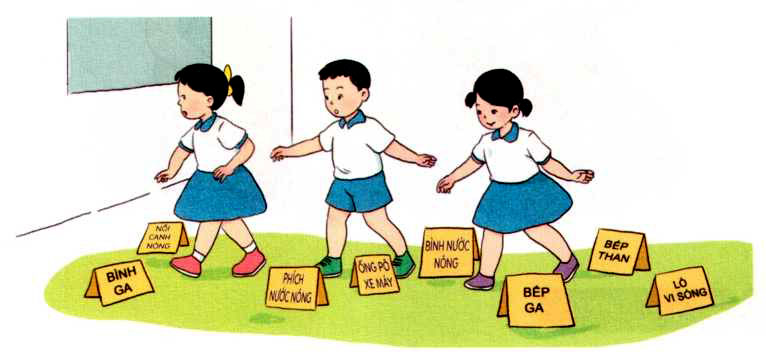 NỒI
CANH
NÓNG
BÌNH
GA
PHÍCH
NƯỚC NÓNG
ỐNG PÔ
XE MÁY
BÌNH NƯỚC
NÓNG
BẾP
GA
BẾP
THAN
LÒ
VI SÓNG